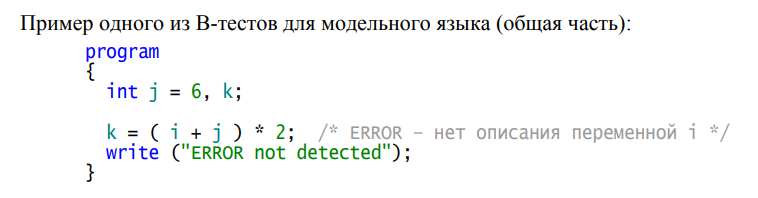 Пример одного из B-тестов для модельного языка (общая часть):
program
{
int j = 6, k;
k = ( i + j ) * 2; /* ERROR – нет описания переменной i */
write ("ERROR not detected");
}